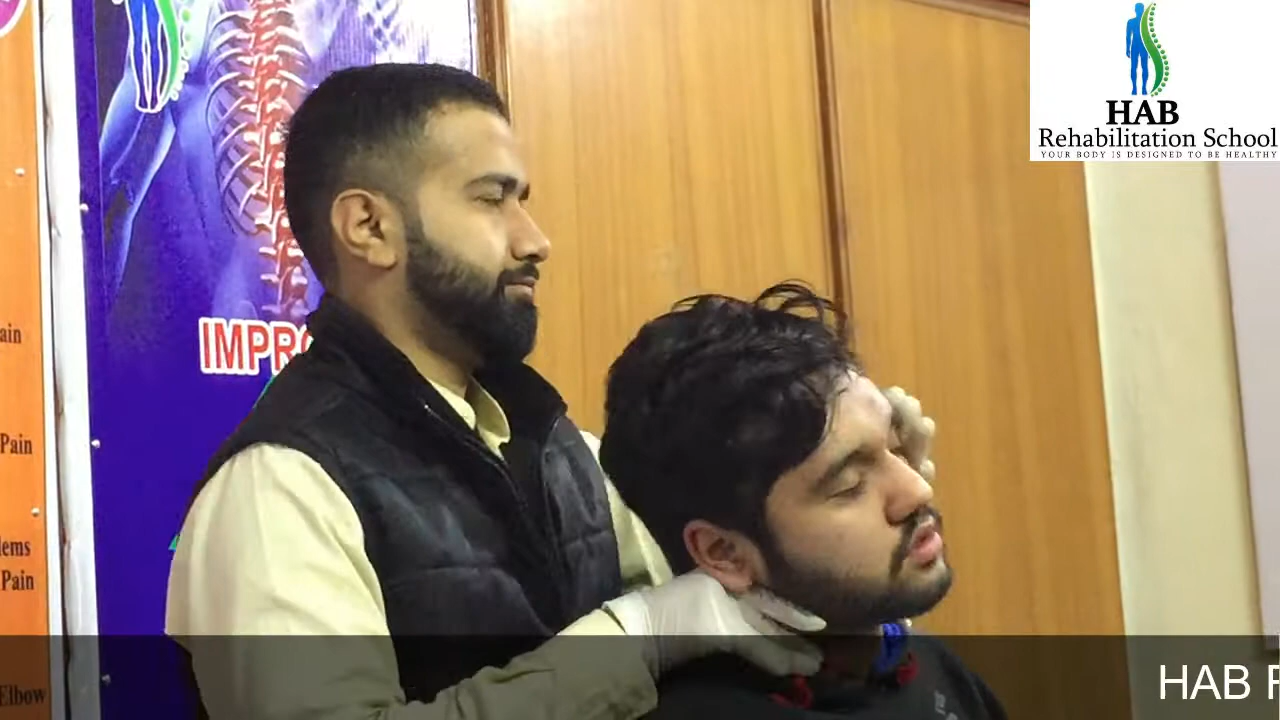 HAB
Rehabilitation School
YOUR BODY IS DESIGNED TO BE HEALTHY
IMPRO
ain
Pain
lems
Pain
Elbow
HAB